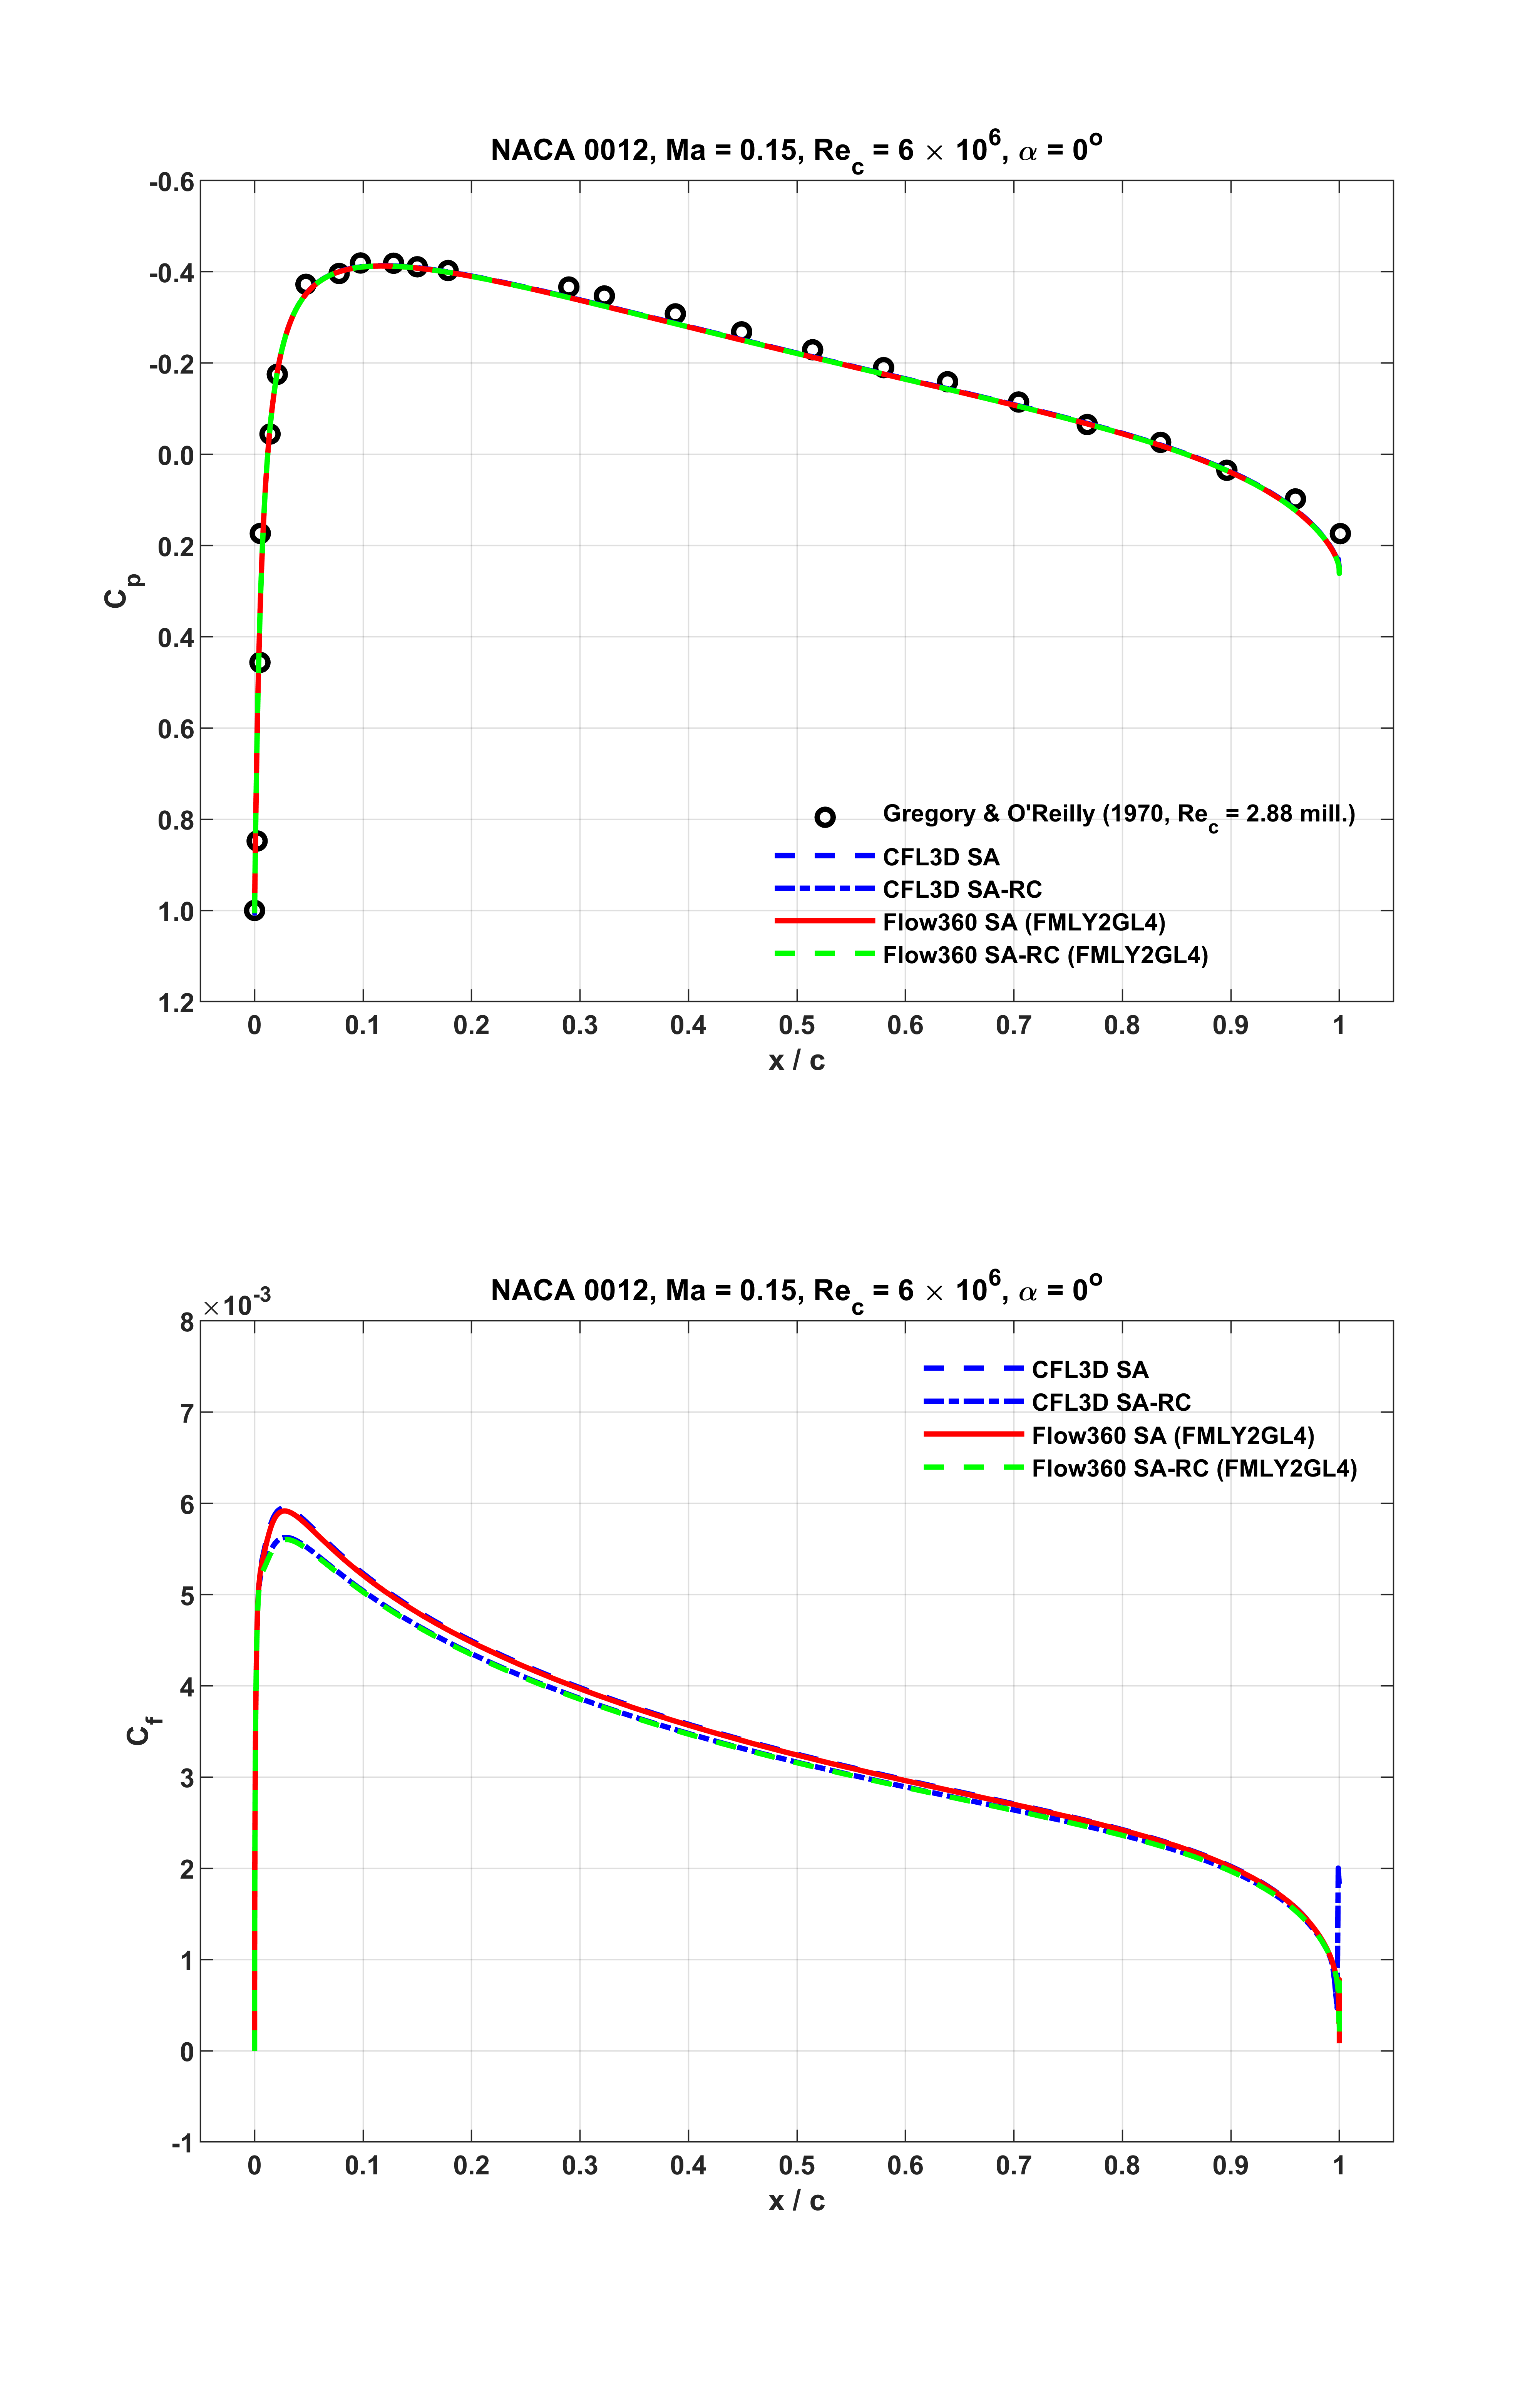 NACA 0012, Ma = 0.15, Re_c = 6 × 10^6, α = 0^o
-0.6
-0.4
-0.2
0.0
0.2
0.4
0.6
0.8
1.0
1.2
C_p
Gregory & O'Reilly (1970, Re_c = 2.88 mill.)
CFL3D SA
CFL3D SA-RC
Flow360 SA (FMLY2GL4)
Flow360 SA-RC (FMLY2GL4)
0 0.1 0.2 0.3 0.4 0.5 0.6 0.7 0.8 0.9 1
x / c
NACA 0012, Ma = 0.15, Re_c = 6 × 10^6, α = 0^o
×10^-3
8
7
6
5
4
3
2
1
0
-1
C_f
CFL3D SA
CFL3D SA-RC
Flow360 SA (FMLY2GL4)
Flow360 SA-RC (FMLY2GL4)
0 0.1 0.2 0.3 0.4 0.5 0.6 0.7 0.8 0.9 1
x / c